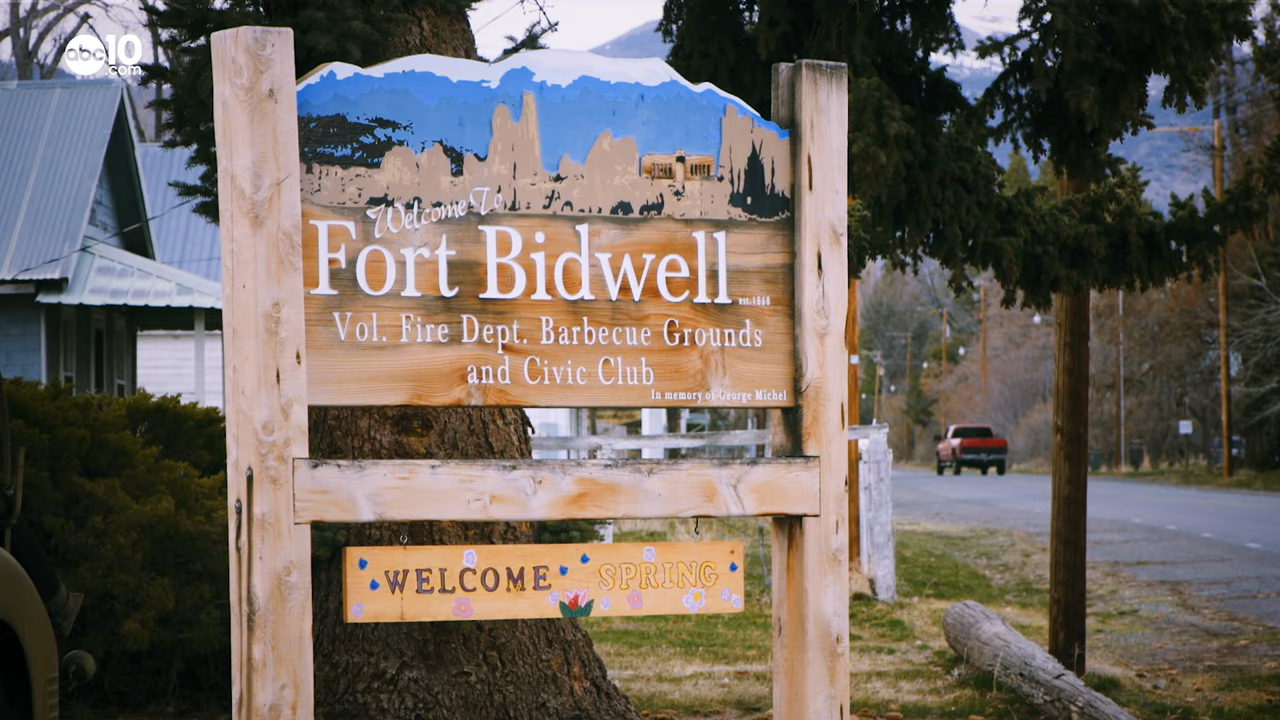 abc10
.com
Welcome To
Fort Bidwell
est. 1868
Vol. Fire Dept. Barbecue Grounds
and Civic Club
In memory of George Michel
WELCOME SPRING